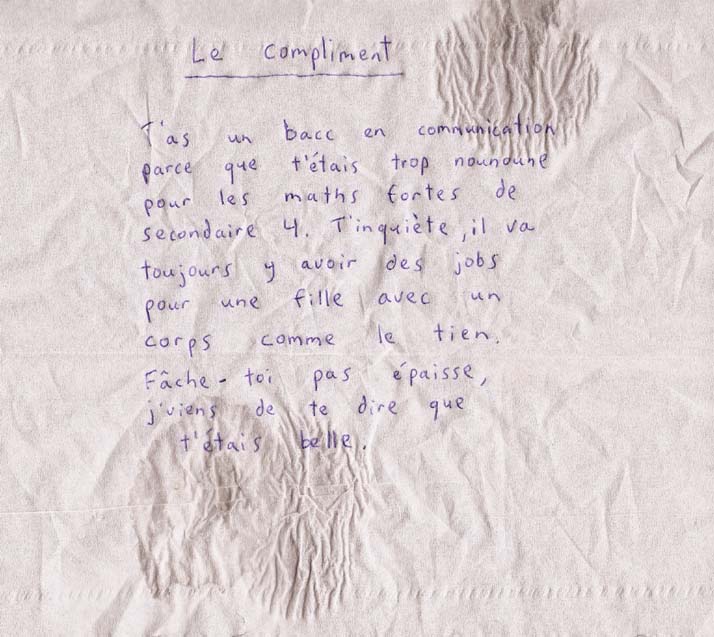 Le compliment
T'as un bacc en communication
parce que t'étais trop nounoune
pour les maths fortes de
secondaire 4. T'inquiète, il va
toujours y avoir des jobs
pour une fille avec un
corps comme le tien.
Fâche-toi pas épaisse,
j'viens de te dire que
t'étais belle.